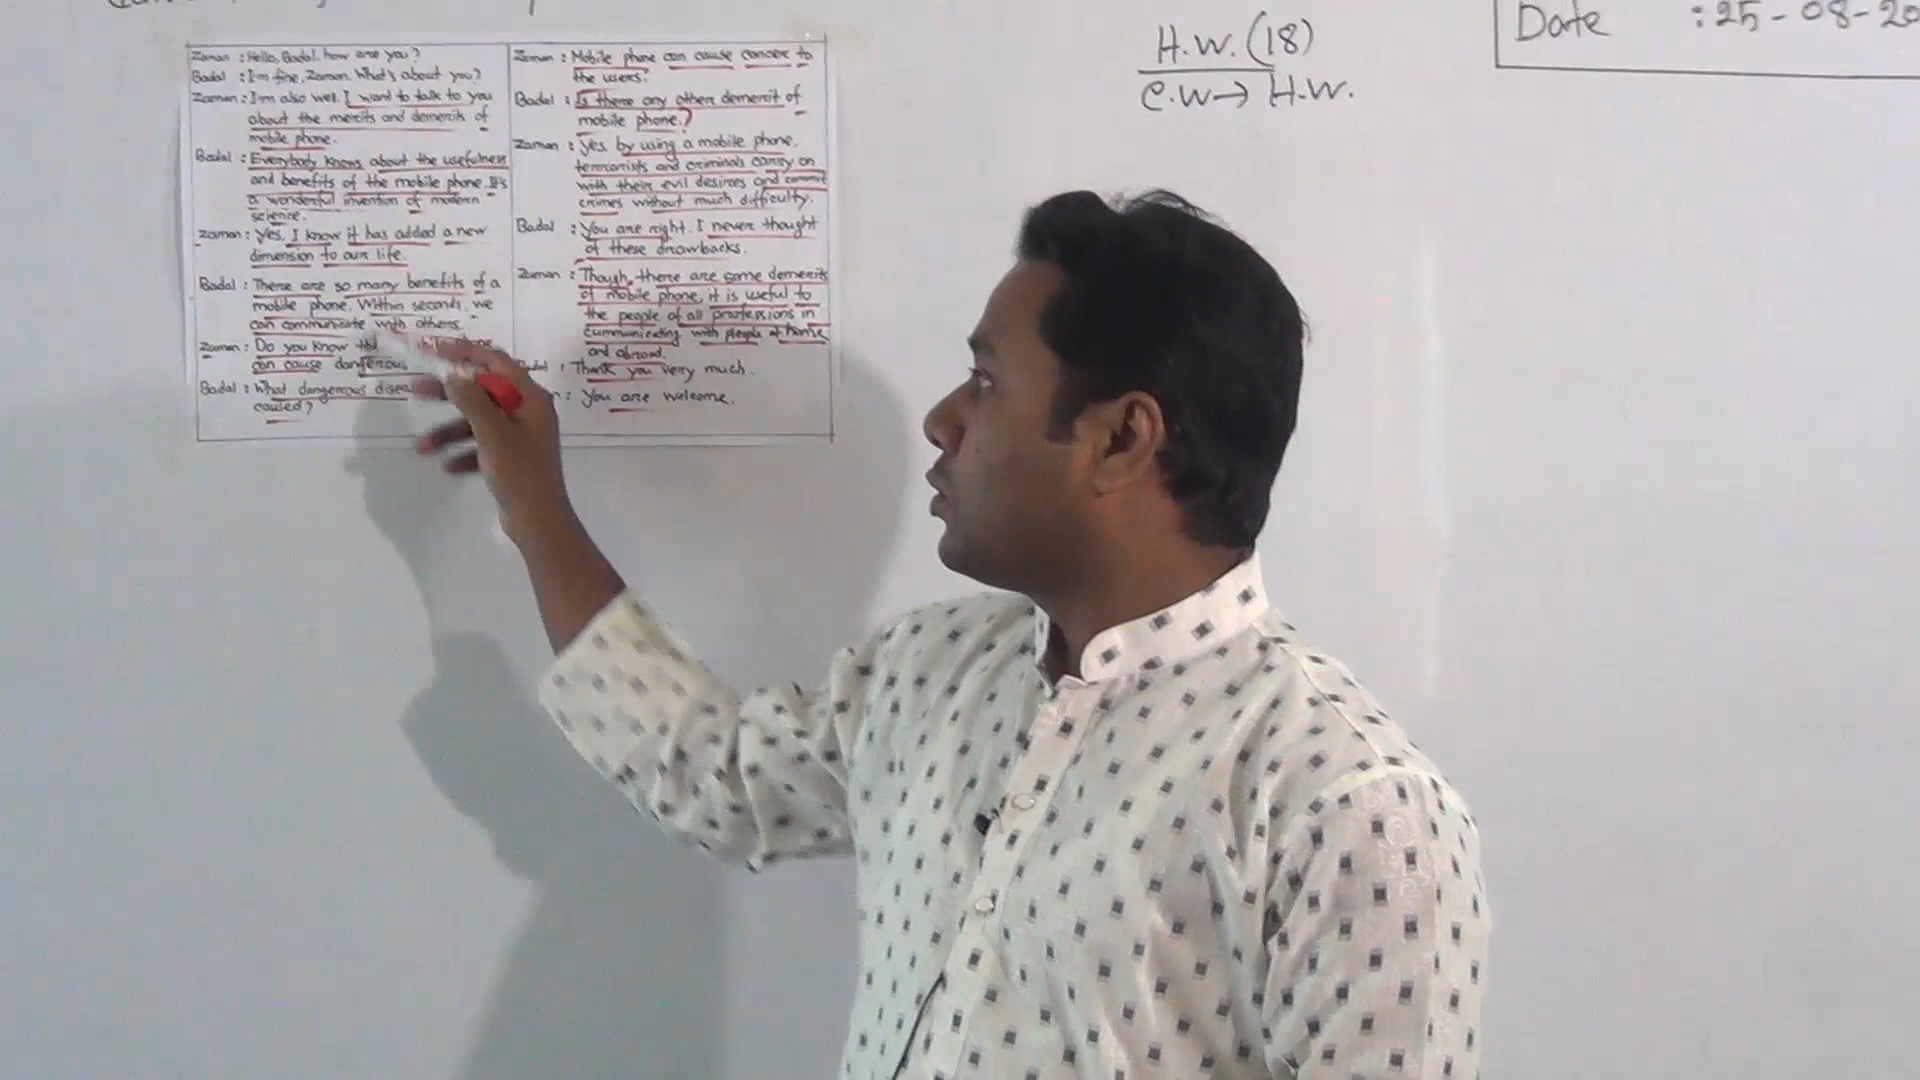 Zaman : Hello, Badal. how are you?
Badal : I'm fine, Zaman. What's about you?
Zaman : I'm also well. I want to talk to you
about the merits and demerits of
mobile phone.
Badal : Everybody knows about the usefulness
and benefits of the mobile phone. It's
a wonderful invention of modern
science.
Zaman : Yes, I know it has added a new
dimension to our life.
Badal : There are so many benefits of a
mobile phone. Within seconds, we
can communicate with others.
Zaman : Do you know phone
can cause dangerous
Badal : What dangerous
caused?
Zaman : Mobile phone can cause cancer to
the users.
Badal : Is there any other demerit of
mobile phone?
Zaman : Yes, by using a mobile phone,
terrorists and criminals carry on
with their evil desires and commit
crimes without much difficulty.
Badal : You are right. I never thought
of these drawbacks.
Zaman : Though, there are some demerits
of mobile phone, it is useful to
the people of all professions in
cummunicating with people at home
and abroad.
: Thank you very much.
: You are welcome.
H.W. (18)
C.W → H.W.
Date : 25-08-20